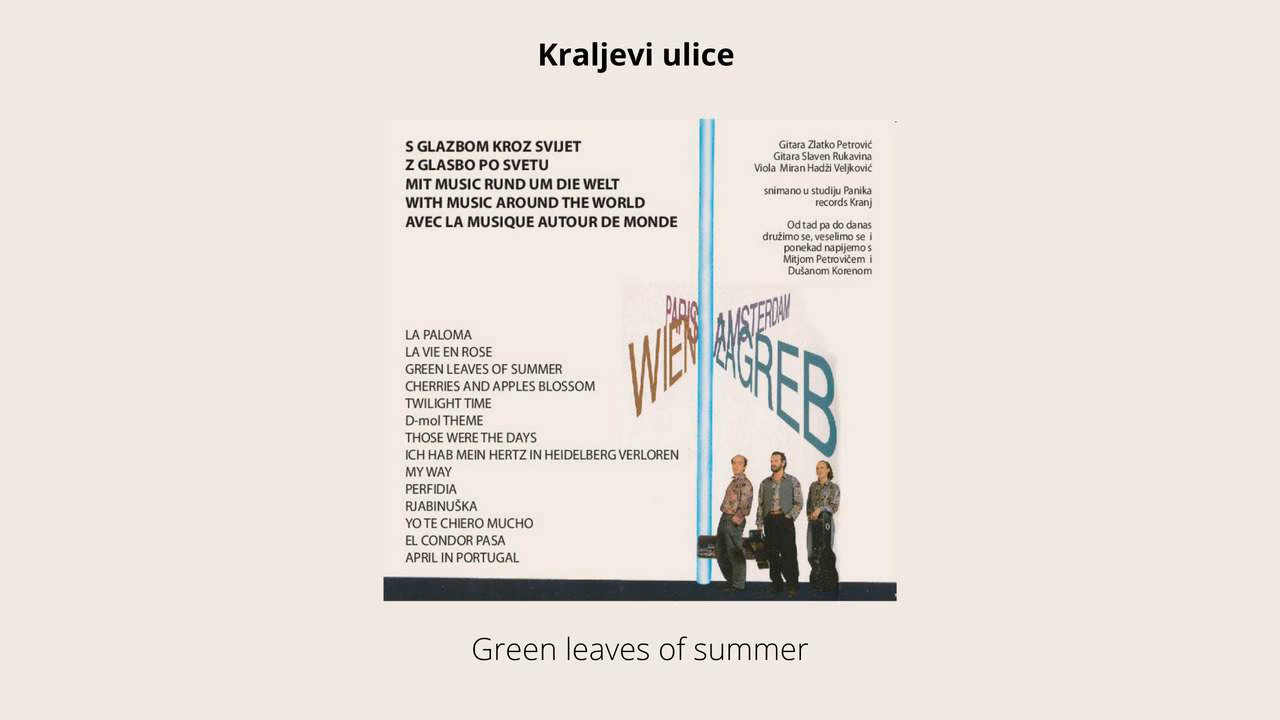 Kraljevi ulice
S GLAZBOM KROZ SVIJET
Z GLASBO PO SVETU
MIT MUSIC RUND UM DIE WELT
WITH MUSIC AROUND THE WORLD
AVEC LA MUSIQUE AUTOUR DE MONDE
Gitara Zlatko Petrović
Gitara Slaven Rukavina
Viola Miran Hadži Veljković
snimano u studiju Panika
records Kranj
Od tad pa do danas
družimo se, veselimo se i
ponekad napijemo s
Mitjom Petrovičem i
Dušanom Korenom
PARIS AMSTERDAM
WIEN ZAGREB
LA PALOMA
LA VIE EN ROSE
GREEN LEAVES OF SUMMER
CHERRIES AND APPLES BLOSSOM
TWILIGHT TIME
D-mol THEME
THOSE WERE THE DAYS
ICH HAB MEIN HERTZ IN HEIDELBERG VERLOREN
MY WAY
PERFIDIA
RJABINUŠKA
YO TE CHIERO MUCHO
EL CONDOR PASA
APRIL IN PORTUGAL
Green leaves of summer